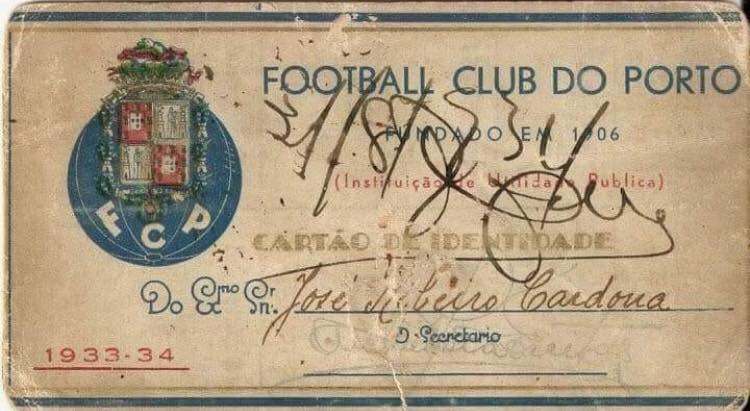 FOOTBALL CLUB DO PORTO
FUNDADO EM 1906
(Instituição de Utilidade Publica)
FCP
CARTÃO DE IDENTIDADE
Do Exmo Snr. José Ribeiro Cardona
O Secretario
1933-34